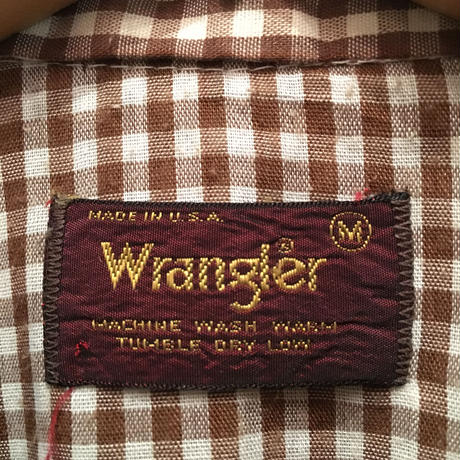 MADE IN U.S.A.
M
Wrangler®
MACHINE WASH WARM
TUMBLE DRY LOW